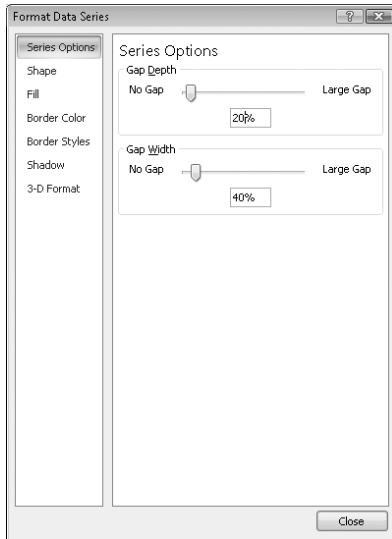 Format Data Series
Series Options
Shape
Fill
Border Color
Border Styles
Shadow
3-D Format
Series Options
Gap Depth
No Gap Large Gap
20%
Gap Width
No Gap Large Gap
40%
Close